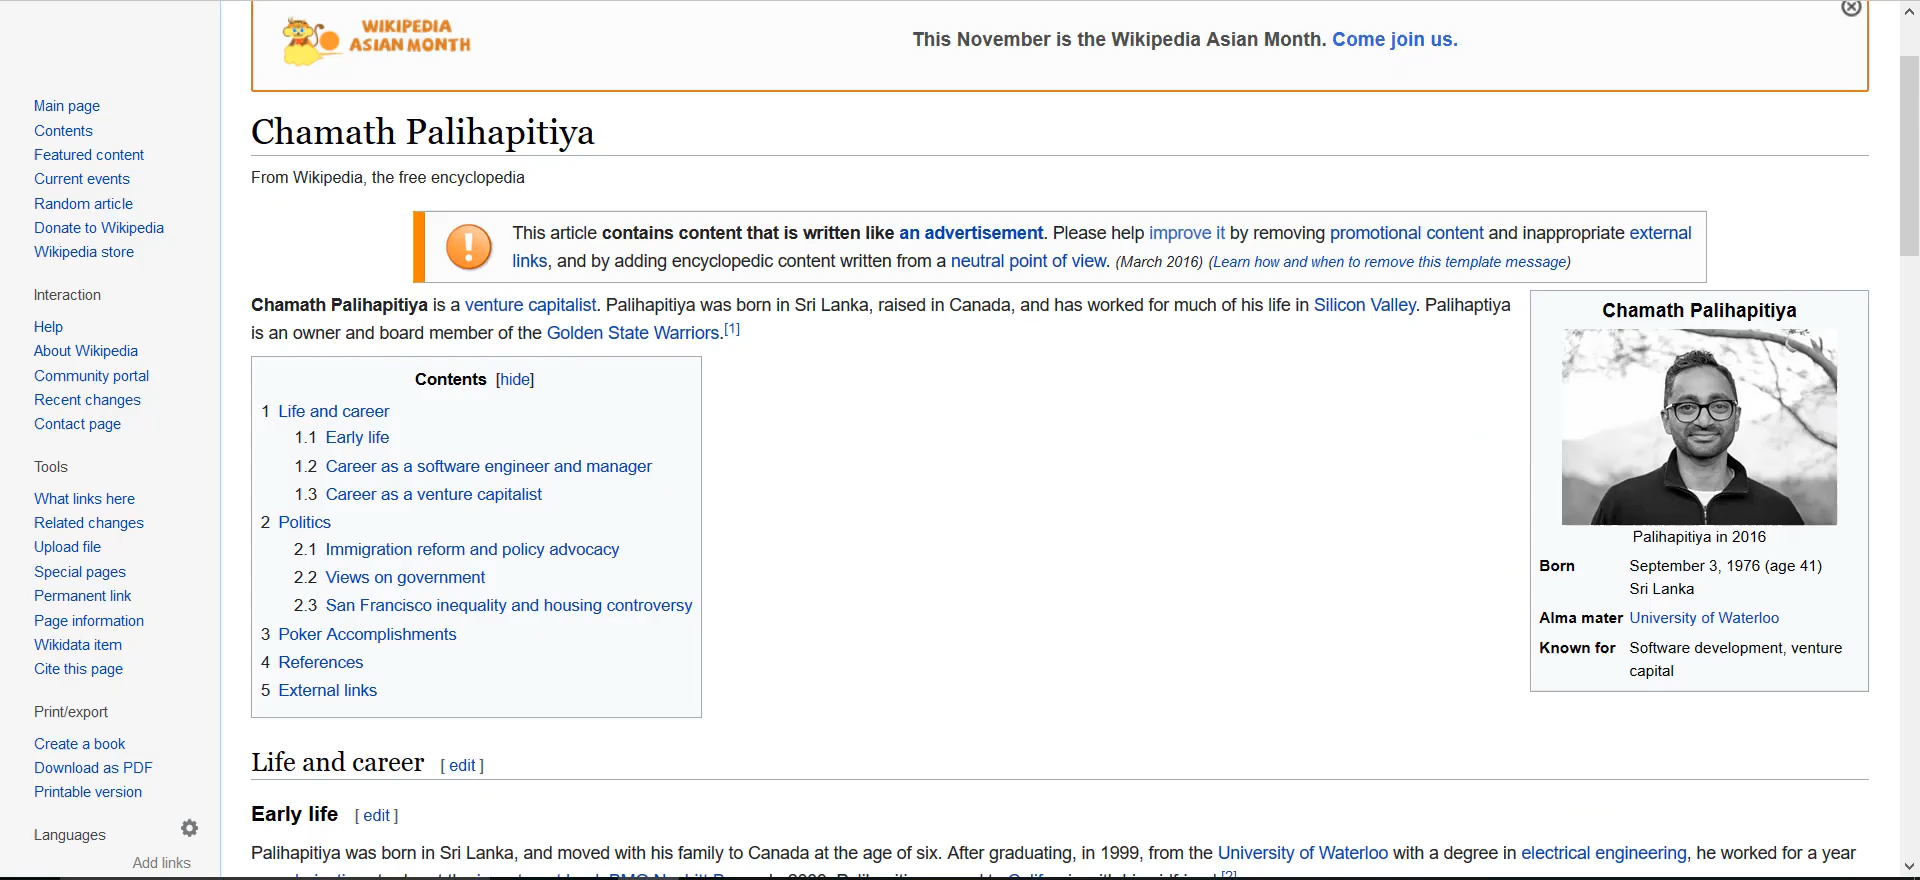 WIKIPEDIA
ASIAN MONTH
This November is the Wikipedia Asian Month. Come join us.
Main page
Contents
Featured content
Current events
Random article
Donate to Wikipedia
Wikipedia store
Interaction
Help
About Wikipedia
Community portal
Recent changes
Contact page
Tools
What links here
Related changes
Upload file
Special pages
Permanent link
Page information
Wikidata item
Cite this page
Print/export
Create a book
Download as PDF
Printable version
Languages
Add links
Chamath Palihapitiya
From Wikipedia, the free encyclopedia
This article contains content that is written like an advertisement. Please help improve it by removing promotional content and inappropriate external
links, and by adding encyclopedic content written from a neutral point of view. (March 2016) (Learn how and when to remove this template message)
Chamath Palihapitiya is a venture capitalist. Palihapitiya was born in Sri Lanka, raised in Canada, and has worked for much of his life in Silicon Valley. Palihaptiya
is an owner and board member of the Golden State Warriors.[1]
Contents [hide]
1 Life and career
1.1 Early life
1.2 Career as a software engineer and manager
1.3 Career as a venture capitalist
2 Politics
2.1 Immigration reform and policy advocacy
2.2 Views on government
2.3 San Francisco inequality and housing controversy
3 Poker Accomplishments
4 References
5 External links
Chamath Palihapitiya
Palihapitiya in 2016
Born September 3, 1976 (age 41)
Sri Lanka
Alma mater University of Waterloo
Known for Software development, venture
capital
Life and career [ edit ]
Early life [ edit ]
Palihapitiya was born in Sri Lanka, and moved with his family to Canada at the age of six. After graduating, in 1999, from the University of Waterloo with a degree in electrical engineering, he worked for a year